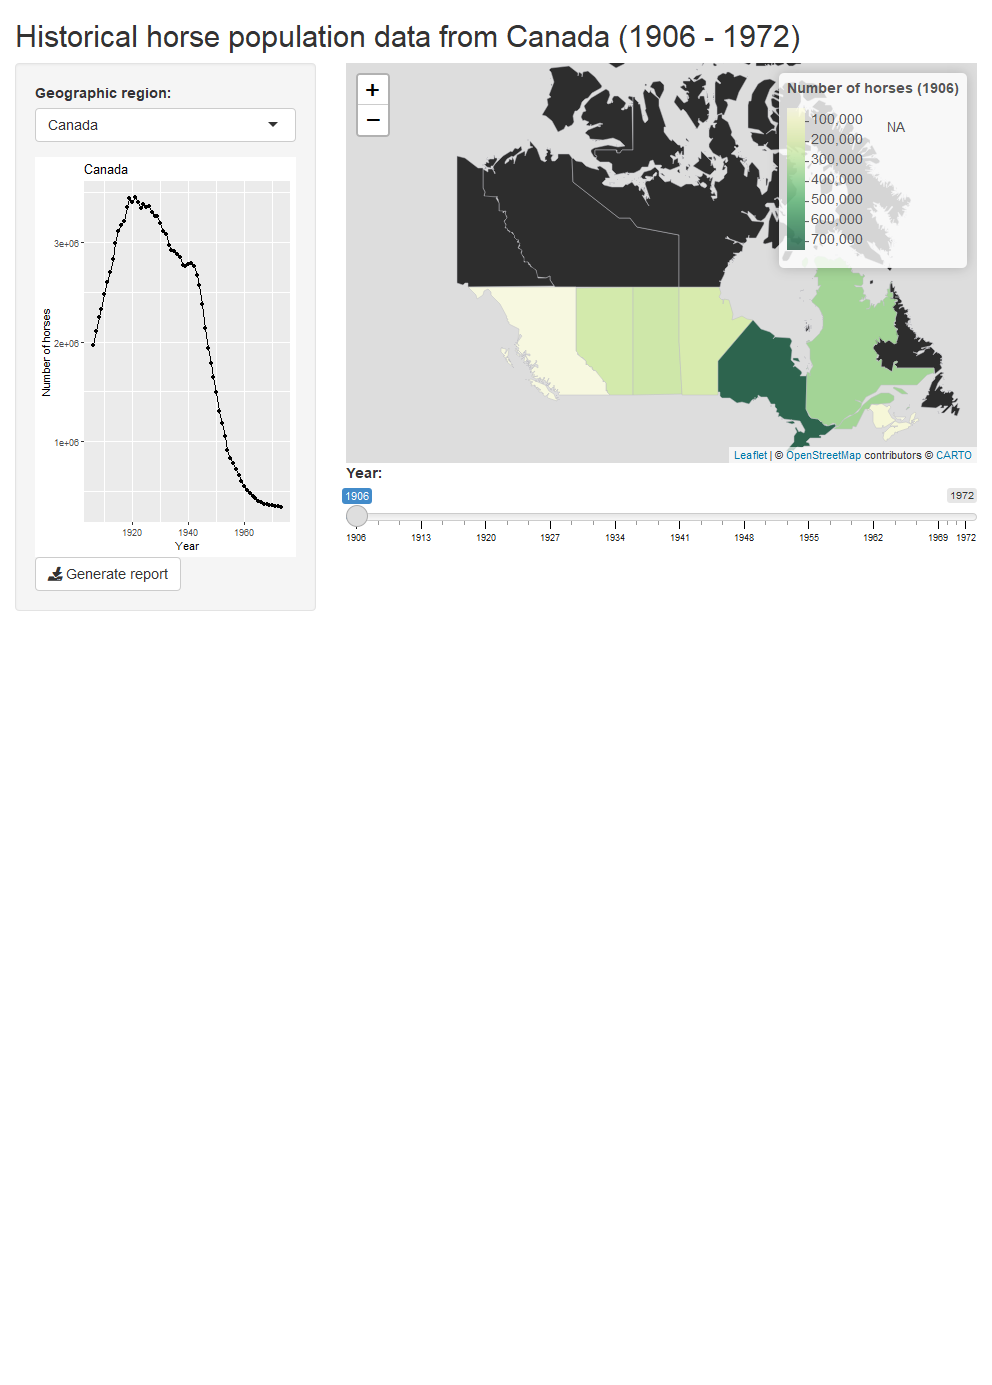 Historical horse population data from Canada (1906 - 1972)
Geographic region:
Canada
Canada
3e+06
2e+06
1e+06
Number of horses
1920 1940 1960
Year
Generate report
+
−
Number of horses (1906)
100,000
200,000
300,000
400,000
500,000
600,000
700,000
NA
Leaflet | © OpenStreetMap contributors © CARTO
Year:
1906 1972
1906 1913 1920 1927 1934 1941 1948 1955 1962 1969 1972